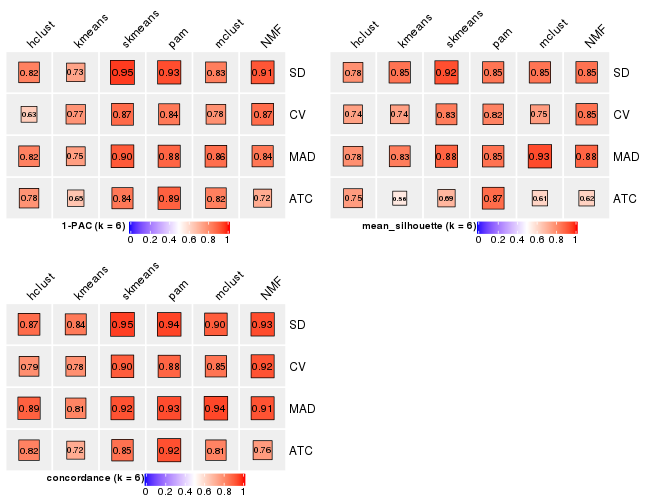 hclust kmeans skmeans pam mclust NMF
0.82 0.73 0.95 0.93 0.83 0.91 SD
0.63 0.77 0.87 0.84 0.78 0.87 CV
0.82 0.75 0.90 0.88 0.86 0.84 MAD
0.78 0.65 0.84 0.89 0.82 0.72 ATC
1-PAC (k = 6)
0 0.2 0.4 0.6 0.8 1
hclust kmeans skmeans pam mclust NMF
0.78 0.85 0.92 0.85 0.85 0.85 SD
0.74 0.74 0.83 0.82 0.75 0.85 CV
0.78 0.83 0.88 0.85 0.93 0.88 MAD
0.75 0.56 0.69 0.87 0.61 0.62 ATC
mean_silhouette (k = 6)
0 0.2 0.4 0.6 0.8 1
hclust kmeans skmeans pam mclust NMF
0.87 0.84 0.95 0.94 0.90 0.93 SD
0.79 0.78 0.90 0.88 0.85 0.92 CV
0.89 0.81 0.92 0.93 0.94 0.91 MAD
0.82 0.72 0.85 0.92 0.81 0.76 ATC
concordance (k = 6)
0 0.2 0.4 0.6 0.8 1